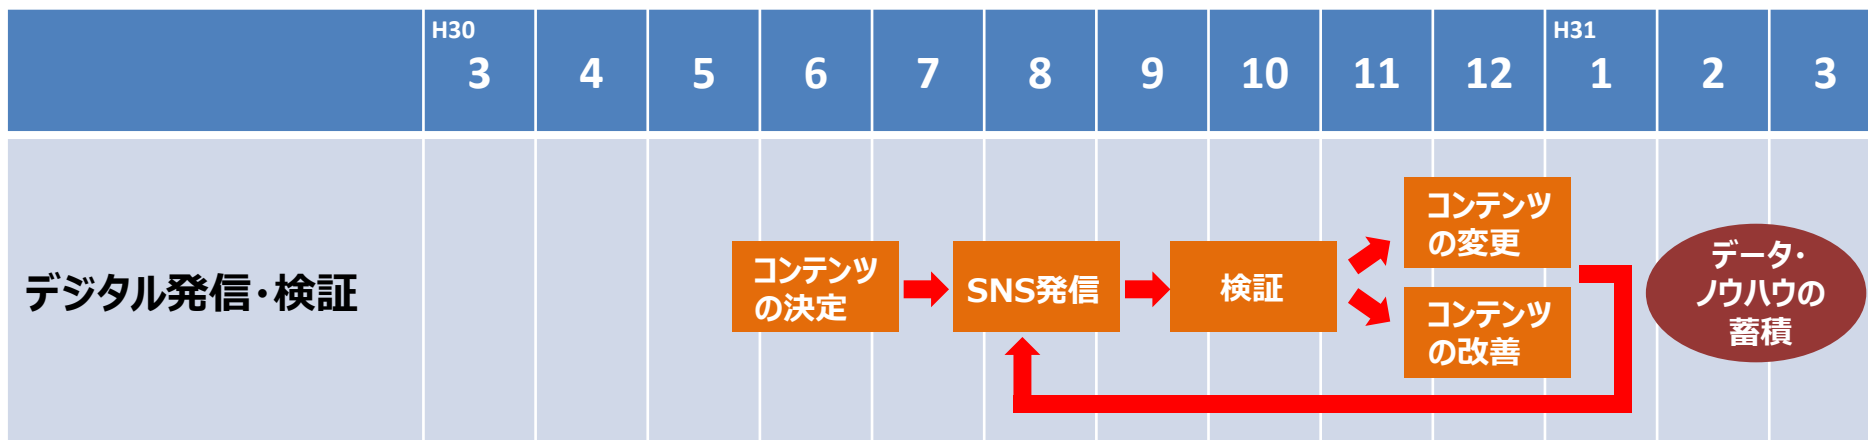 H30
H31
3 4 5 6 7 8 9 10 11 12 1 2 3
デジタル発信・検証
コンテンツ
の決定
SNS発信
検証
コンテンツ
の変更
コンテンツ
の改善
データ・
ノウハウの
蓄積